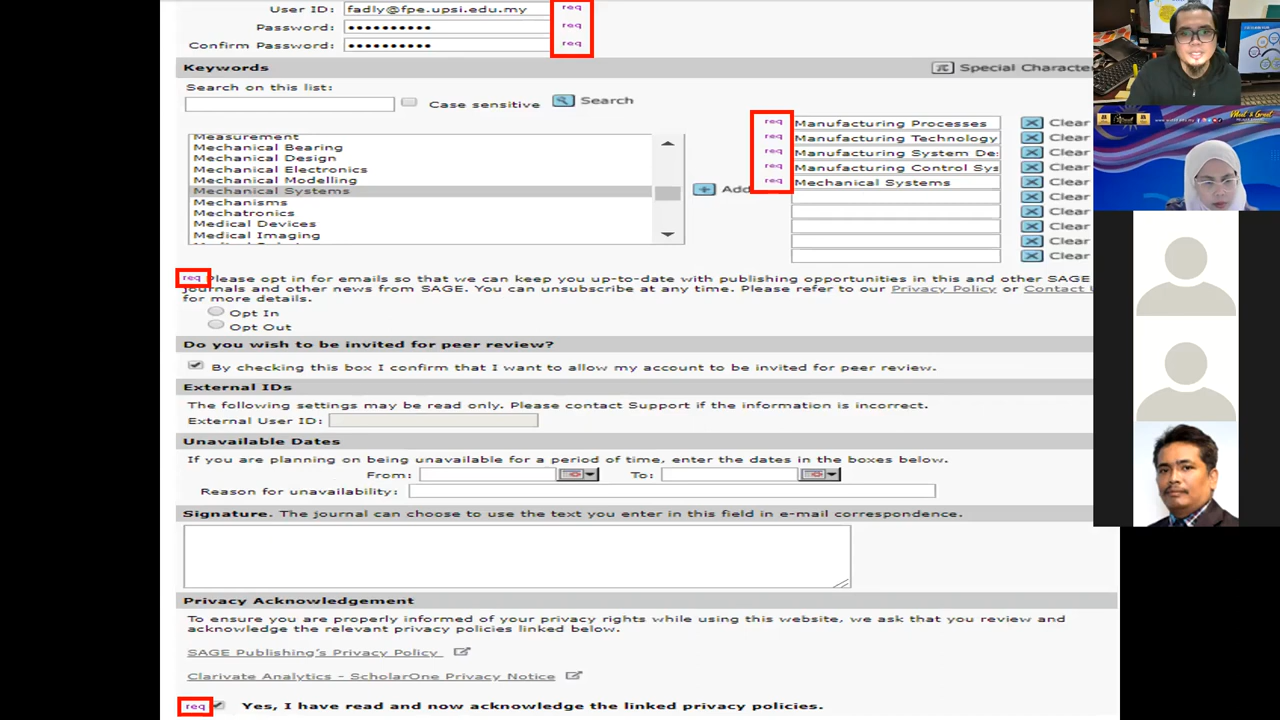 User ID: fadly@fpe.upsi.edu.my req
Password: •••••••••• req
Confirm Password: •••••••••• req
Keywords Special Characte
Search on this list:
Case sensitive Search
Measurement
Mechanical Bearing
Mechanical Design
Mechanical Electronics
Mechanical Modelling
Mechanical Systems
Mechanisms
Mechatronics
Medical Devices
Medical Imaging
Add
req Manufacturing Processes Clear
req Manufacturing Technology Clear
req Manufacturing System De: Clear
req Manufacturing Control Sys Clear
req Mechanical Systems Clear
Clear
Clear
Clear
Clear
Clear
req Please opt in for emails so that we can keep you up-to-date with publishing opportunities in this and other SAGE
journals and other news from SAGE. You can unsubscribe at any time. Please refer to our Privacy Policy or Contact U
for more details.
Opt In
Opt Out
Do you wish to be invited for peer review?
By checking this box I confirm that I want to allow my account to be invited for peer review.
External IDs
The following settings may be read only. Please contact Support if the information is incorrect.
External User ID:
Unavailable Dates
If you are planning on being unavailable for a period of time, enter the dates in the boxes below.
From: To:
Reason for unavailability:
Signature. The journal can choose to use the text you enter in this field in e-mail correspondence.
Privacy Acknowledgement
To ensure you are properly informed of your privacy rights while using this website, we ask that you review and
acknowledge the relevant privacy policies linked below.
SAGE Publishing's Privacy Policy
Clarivate Analytics - ScholarOne Privacy Notice
req Yes, I have read and now acknowledge the linked privacy policies.